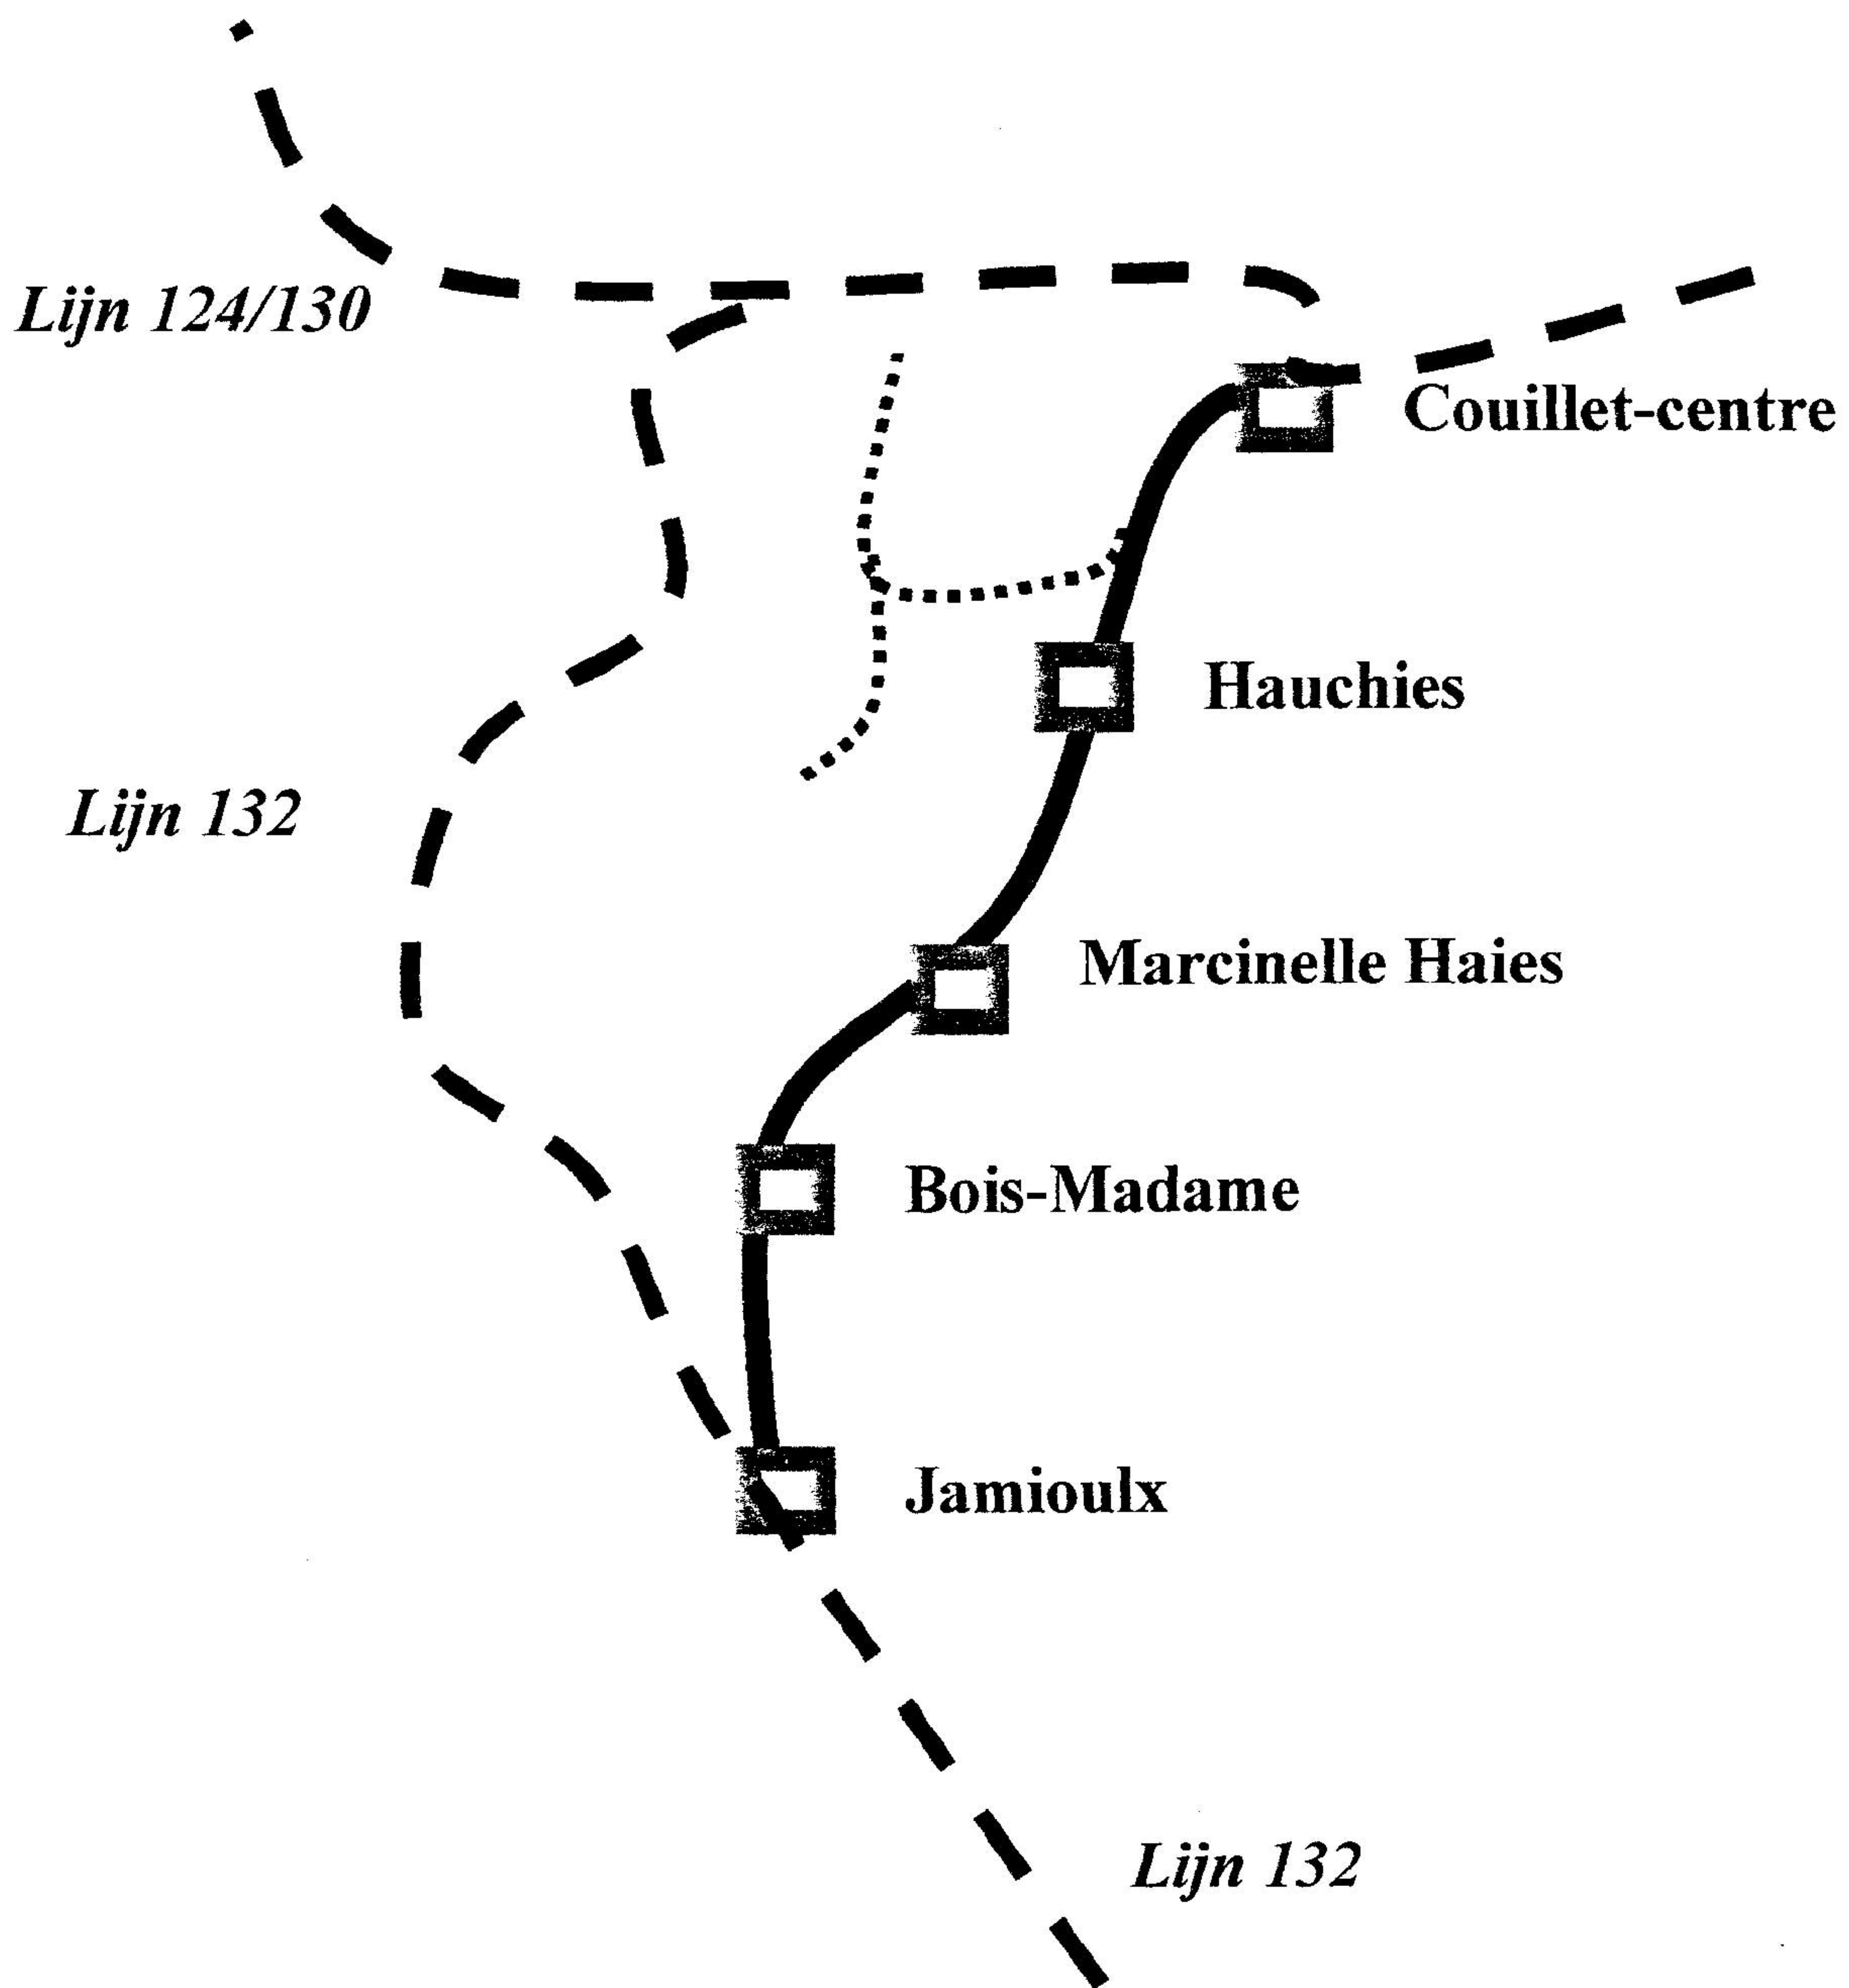 Lijn 124/130
Couillet-centre
Hauchies
Lijn 132
Marcinelle Haies
Bois-Madame
Jamioulx
Lijn 132